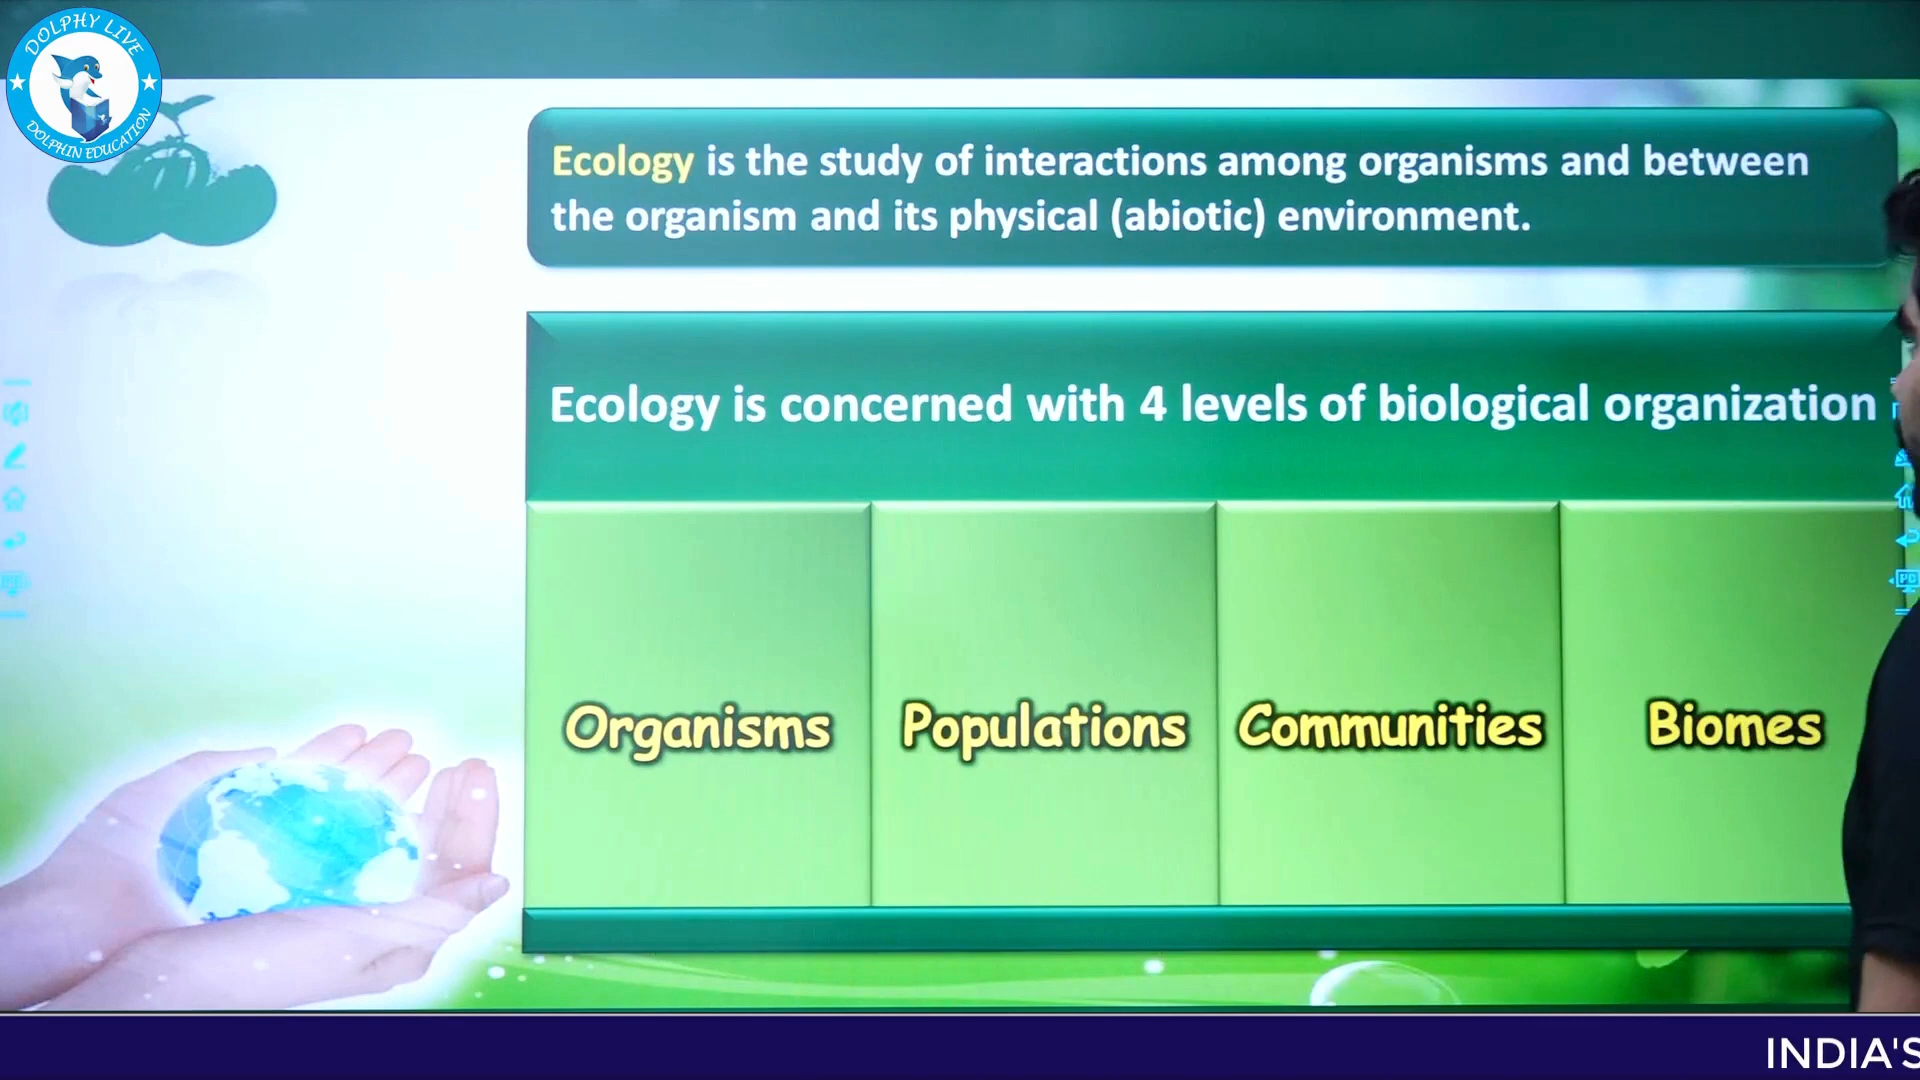 DOLPHY LIVE
DOLPHIN EDUCATION
Ecology is the study of interactions among organisms and between
the organism and its physical (abiotic) environment.
Ecology is concerned with 4 levels of biological organization
Organisms
Populations
Communities
Biomes
PC
INDIA'S